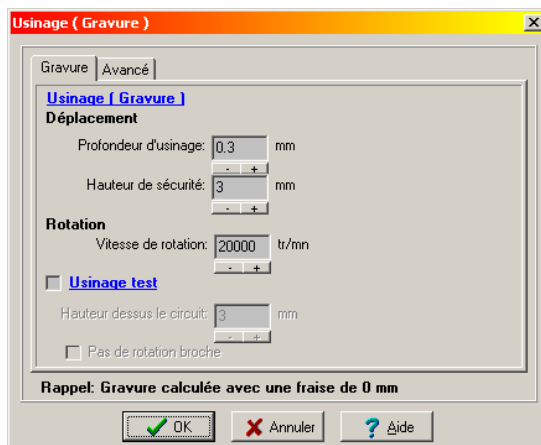 Usinage ( Gravure )
Gravure Avancé
Usinage ( Gravure )
Déplacement
Profondeur d'usinage: 0.3 mm
- +
Hauteur de sécurité: 3 mm
- +
Rotation
Vitesse de rotation: 20000 tr/mn
- +
Usinage test
Hauteur dessus le circuit: 3 mm
- +
Pas de rotation broche
Rappel: Gravure calculée avec une fraise de 0 mm
OK Annuler Aide